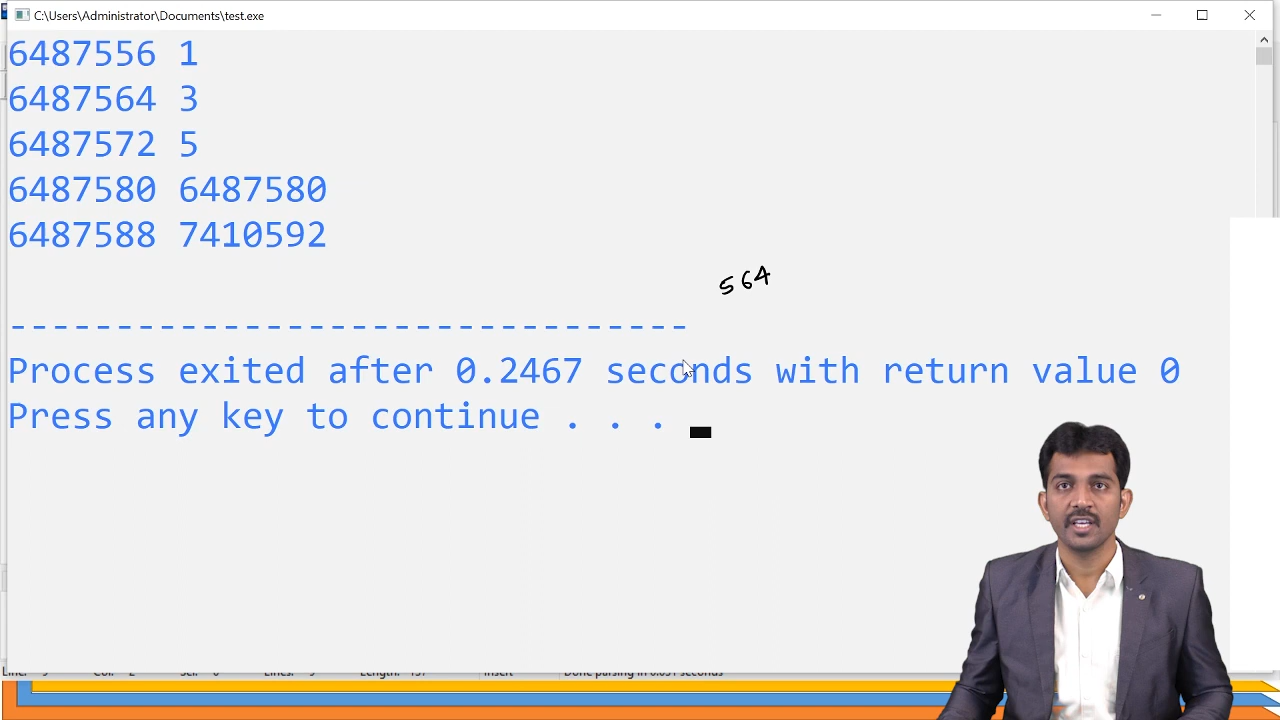 C:\Users\Administrator\Documents\test.exe
6487556 1
6487564 3
6487572 5
6487580 6487580
6487588 7410592
564
--------------------------------
Process exited after 0.2467 seconds with return value 0
Press any key to continue . . .